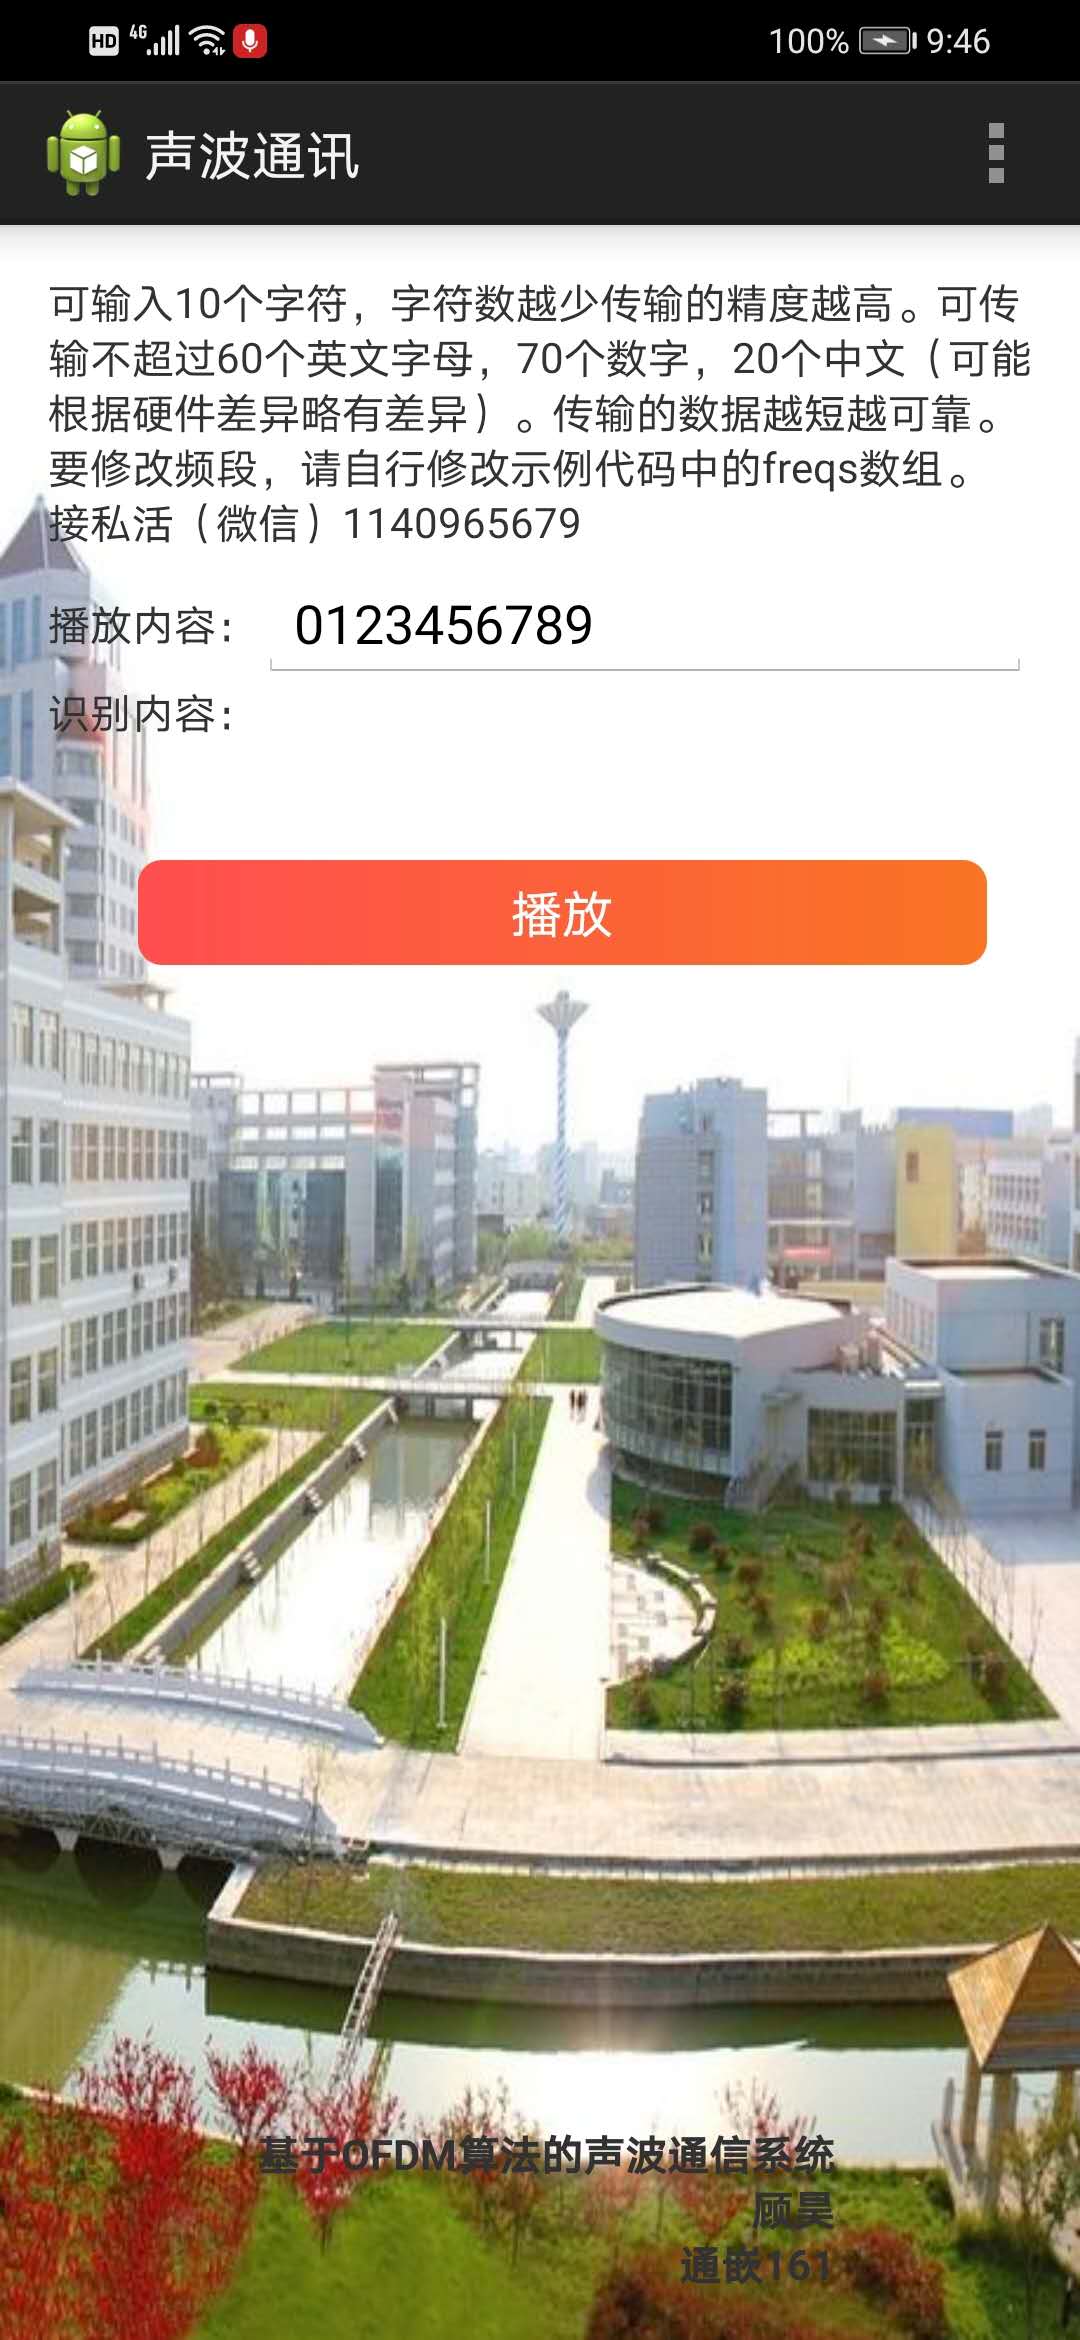 HD 4G 100% 9:46
声波通讯
可输入10个字符，字符数越少传输的精度越高。可传
输不超过60个英文字母，70个数字，20个中文（可能
根据硬件差异略有差异）。传输的数据越短越可靠。
要修改频段，请自行修改示例代码中的freqs数组。
接私活（微信）1140965679
播放内容： 0123456789
识别内容：
播放
基于OFDM算法的声波通信系统
顾昊
通嵌161